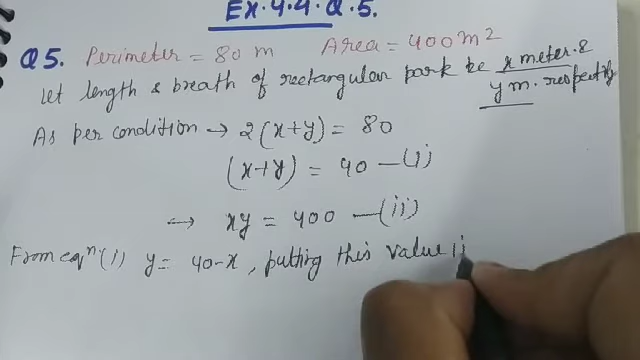 Ex.4.4.Q.5.
Q5. Perimeter = 80 m Area = 400 m2
Let length & breath of rectangular park be x meter. &
y m.
As per condition → 2(x+y) = 80
(x+y) = 40 —(i)
→ xy = 400 —(ii)
From eqn (i) y = 40-x, putting this value ii